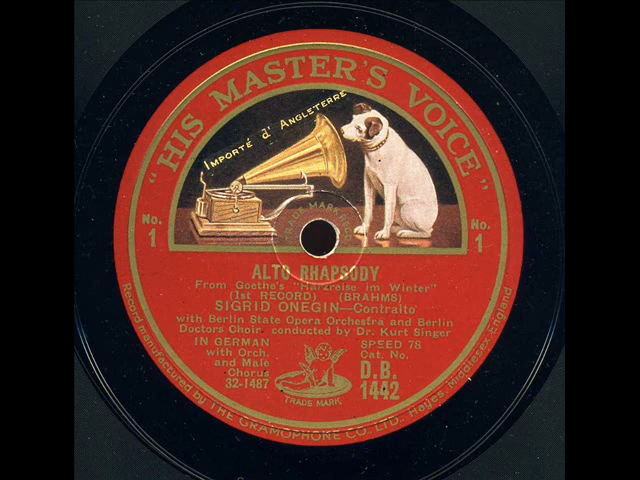 "HIS MASTER'S VOICE"
Importé d'Angleterre
TRADE MARK
No. 1
No. 1
ALTO RHAPSODY
From Goethe's "Harzreise im Winter"
(1st RECORD) (BRAHMS)
SIGRID ONEGIN—Contralto
with Berlin State Opera Orchestra and Berlin
Doctors Choir, conducted by Dr. Kurt Singer
IN GERMAN
with Orch.
and Male
Chorus
32-1487
SPEED 78
Cat. No.
D.B.
1442
TRADE MARK.
Record manufactured by THE GRAMOPHONE CO. LTD., Hayes, Middlesex, England